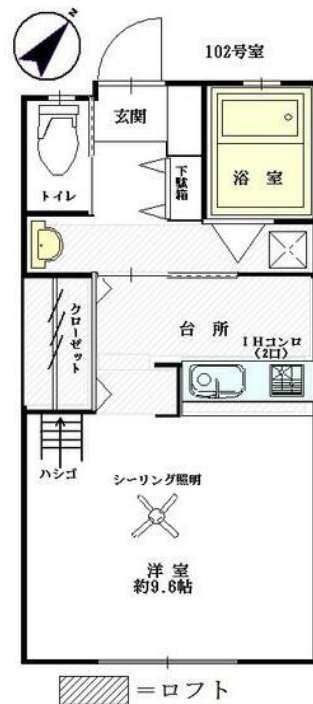 N
102号室
玄関
トイレ
下駄箱
浴室
クローゼット
台所
IHコンロ
(2口)
ハシゴ
シーリング照明
洋室
約9.6帖
=ロフト